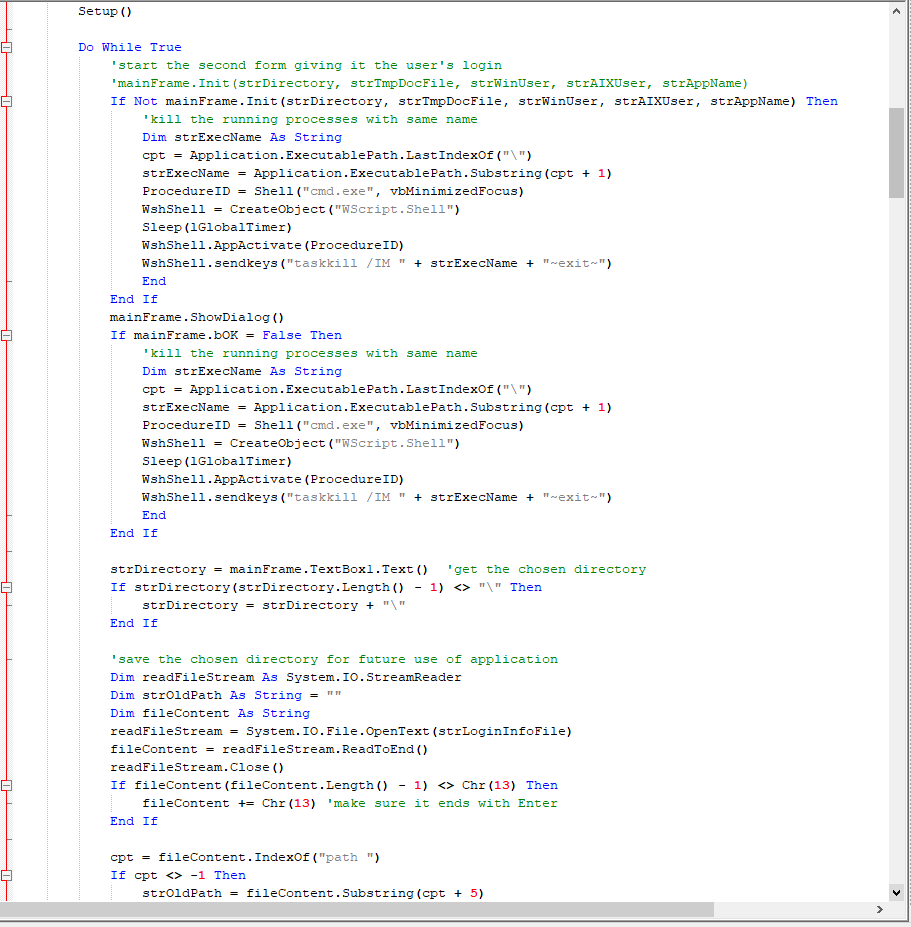 Setup()
Do While True
'start the second form giving it the user's login
'mainFrame.Init(strDirectory, strTmpDocFile, strWinUser, strAIXUser, strAppName)
If Not mainFrame.Init(strDirectory, strTmpDocFile, strWinUser, strAIXUser, strAppName) Then
'kill the running processes with same name
Dim strExecName As String
cpt = Application.ExecutablePath.LastIndexOf("\")
strExecName = Application.ExecutablePath.Substring(cpt + 1)
ProcedureID = Shell("cmd.exe", vbMinimizedFocus)
WshShell = CreateObject("WScript.Shell")
Sleep(lGlobalTimer)
WshShell.AppActivate(ProcedureID)
WshShell.sendkeys("taskkill /IM " + strExecName + "~exit~")
End
End If
mainFrame.ShowDialog()
If mainFrame.bOK = False Then
'kill the running processes with same name
Dim strExecName As String
cpt = Application.ExecutablePath.LastIndexOf("\")
strExecName = Application.ExecutablePath.Substring(cpt + 1)
ProcedureID = Shell("cmd.exe", vbMinimizedFocus)
WshShell = CreateObject("WScript.Shell")
Sleep(lGlobalTimer)
WshShell.AppActivate(ProcedureID)
WshShell.sendkeys("taskkill /IM " + strExecName + "~exit~")
End
End If
strDirectory = mainFrame.TextBox1.Text()  'get the chosen directory
If strDirectory(strDirectory.Length() - 1) <> "\" Then
strDirectory = strDirectory + "\"
End If
'save the chosen directory for future use of application
Dim readFileStream As System.IO.StreamReader
Dim strOldPath As String = ""
Dim fileContent As String
readFileStream = System.IO.File.OpenText(strLoginInfoFile)
fileContent = readFileStream.ReadToEnd()
readFileStream.Close()
If fileContent(fileContent.Length() - 1) <> Chr(13) Then
fileContent += Chr(13) 'make sure it ends with Enter
End If
cpt = fileContent.IndexOf("path ")
If cpt <> -1 Then
strOldPath = fileContent.Substring(cpt + 5)